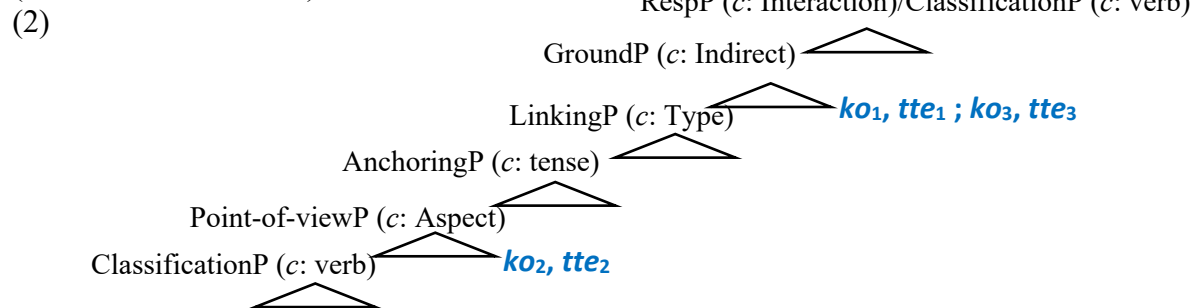 RespP (c: Interaction)/ClassificationP (c: verb)
(2)
GroundP (c: Indirect)
LinkingP (c: Type) ko₁, tte₁ ; ko₃, tte₃
AnchoringP (c: tense)
Point-of-viewP (c: Aspect)
ClassificationP (c: verb) ko₂, tte₂